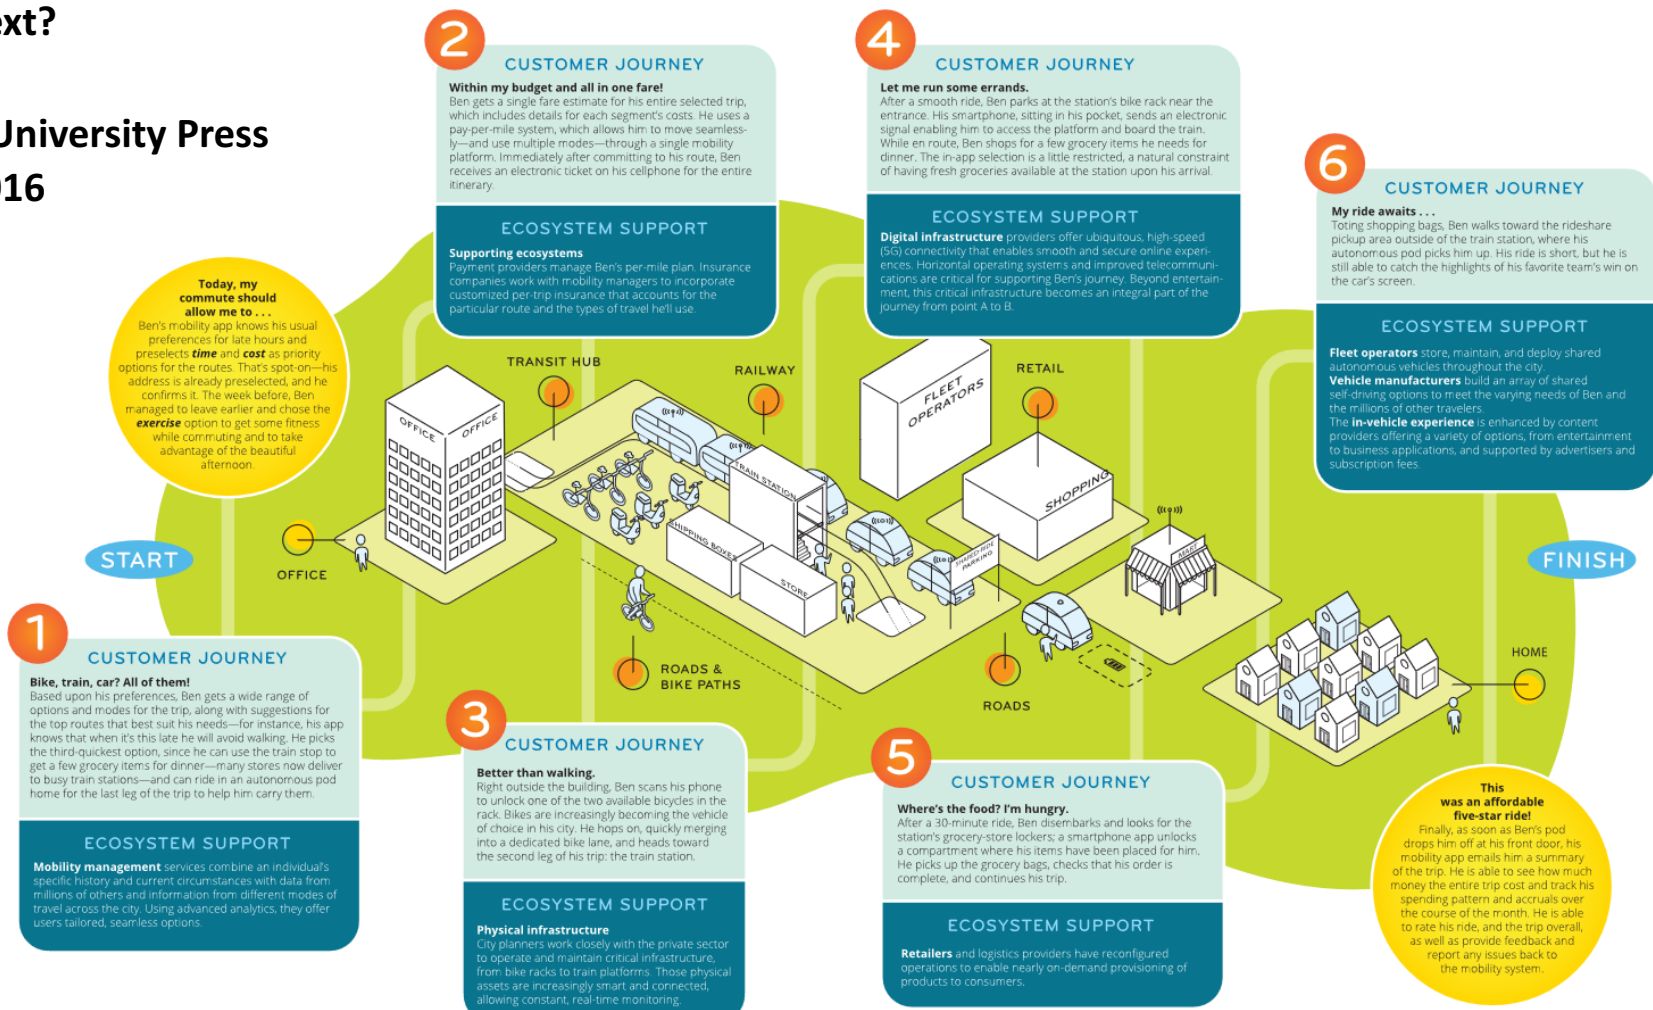 ext?
University Press
016
START
Today, my
commute should
allow me to . . .
Ben's mobility app knows his usual
preferences for late hours and
preselects time and cost as priority
options for the routes. That's spot-on—his
address is already preselected, and he
confirms it. The week before, Ben
managed to leave earlier and chose the
exercise option to get some fitness
while commuting and to take
advantage of the beautiful
afternoon.
1
CUSTOMER JOURNEY
Bike, train, car? All of them!
Based upon his preferences, Ben gets a wide range of
options and modes for the trip, along with suggestions for
the top routes that best suit his needs—for instance, his app
knows that when it's this late he will avoid walking. He picks
the third-quickest option, since he can use the train stop to
get a few grocery items for dinner—many stores now deliver
to busy train stations—and can ride in an autonomous pod
home for the last leg of the trip to help him carry them.
ECOSYSTEM SUPPORT
Mobility management services combine an individual's
specific history and current circumstances with data from
millions of others and information from different modes of
travel across the city. Using advanced analytics, they offer
users tailored, seamless options.
2
CUSTOMER JOURNEY
Within my budget and all in one fare!
Ben gets a single fare estimate for his entire selected trip,
which includes details for each segment's costs. He uses a
pay-per-mile system, which allows him to move seamless-
ly—and use multiple modes—through a single mobility
platform. Immediately after committing to his route, Ben
receives an electronic ticket on his cellphone for the entire
itinerary.
ECOSYSTEM SUPPORT
Supporting ecosystems
Payment providers manage Ben's per-mile plan. Insurance
companies work with mobility managers to incorporate
customized per-trip insurance that accounts for the
particular route and the types of travel he'll use.
3
CUSTOMER JOURNEY
Better than walking.
Right outside the building, Ben scans his phone
to unlock one of the two available bicycles in the
rack. Bikes are increasingly becoming the vehicle
of choice in his city. He hops on, quickly merging
into a dedicated bike lane, and heads toward
the second leg of his trip: the train station.
ECOSYSTEM SUPPORT
Physical infrastructure
City planners work closely with the private sector
to operate and maintain critical infrastructure,
from bike racks to train platforms. Those physical
assets are increasingly smart and connected,
allowing constant, real-time monitoring.
4
CUSTOMER JOURNEY
Let me run some errands.
After a smooth ride, Ben parks at the station's bike rack near the
entrance. His smartphone, sitting in his pocket, sends an electronic
signal enabling him to access the platform and board the train.
While en route, Ben shops for a few grocery items he needs for
dinner. The in-app selection is a little restricted, a natural constraint
of having fresh groceries available at the station upon his arrival.
ECOSYSTEM SUPPORT
Digital infrastructure providers offer ubiquitous, high-speed
(5G) connectivity that enables smooth and secure online experi-
ences. Horizontal operating systems and improved telecommuni-
cations are critical for supporting Ben's journey. Beyond entertain-
ment, this critical infrastructure becomes an integral part of the
journey from point A to B.
5
CUSTOMER JOURNEY
Where's the food? I'm hungry.
After a 30-minute ride, Ben disembarks and looks for the
station's grocery-store lockers; a smartphone app unlocks
a compartment where his items have been placed for him.
He picks up the grocery bags, checks that his order is
complete, and continues his trip.
ECOSYSTEM SUPPORT
Retailers and logistics providers have reconfigured
operations to enable nearly on-demand provisioning of
products to consumers.
6
CUSTOMER JOURNEY
My ride awaits . . .
Toting shopping bags, Ben walks toward the rideshare
pickup area outside of the train station, where his
autonomous pod picks him up. His ride is short, but he is
still able to catch the highlights of his favorite team's win on
the car's screen.
ECOSYSTEM SUPPORT
Fleet operators store, maintain, and deploy shared
autonomous vehicles throughout the city.
Vehicle manufacturers build an array of shared
self-driving options to meet the varying needs of Ben and
the millions of other travelers.
The in-vehicle experience is enhanced by content
providers offering a variety of options, from entertainment
to business applications, and supported by advertisers and
subscription fees.
OFFICE
OFFICE
OFFICE
TRANSIT HUB
RAILWAY
TRAIN STATION
SHIPPING BOXES
STORE
ROADS &
BIKE PATHS
FLEET
OPERATORS
RETAIL
SHOPPING
SHARED RIDE
PARKING
MART
ROADS
HOME
FINISH
This
was an affordable
five-star ride!
Finally, as soon as Ben's pod
drops him off at his front door, his
mobility app emails him a summary
of the trip. He is able to see how much
money the entire trip cost and track his
spending pattern and accruals over
the course of the month. He is able
to rate his ride, and the trip overall,
as well as provide feedback and
report any issues back to
the mobility system.